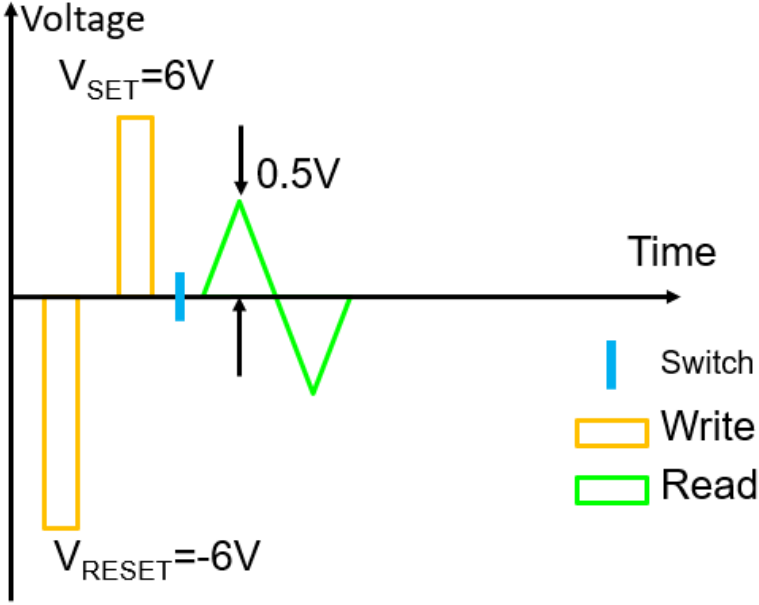 Voltage
VSET=6V
0.5V
Time
Switch
Write
Read
VRESET=-6V